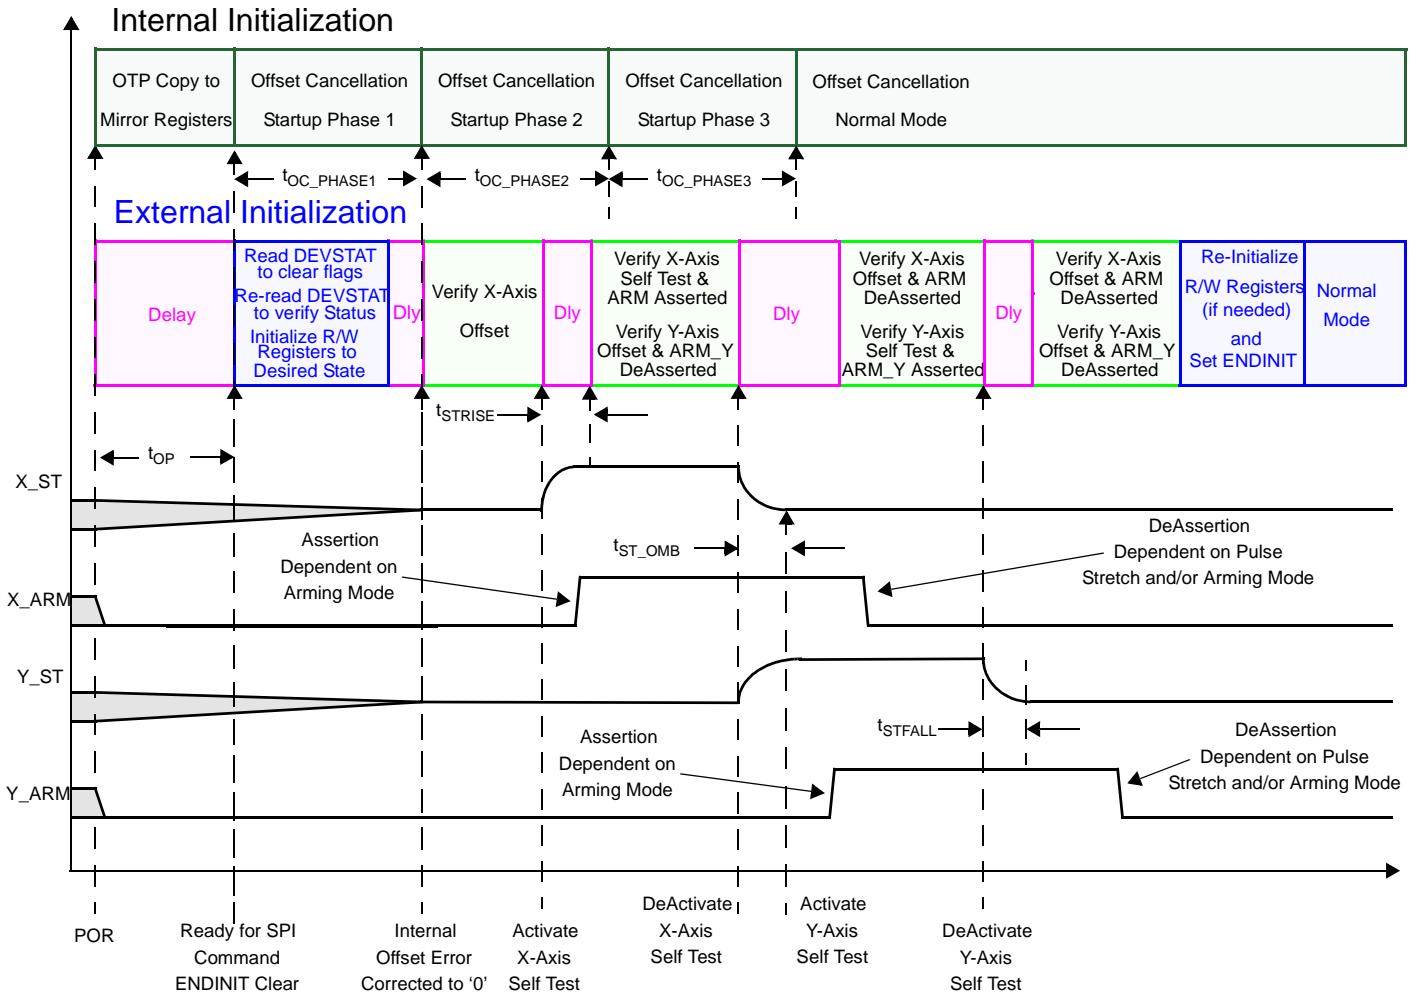 Internal Initialization
OTP Copy to
Mirror Registers
Offset Cancellation
Startup Phase 1
Offset Cancellation
Startup Phase 2
Offset Cancellation
Startup Phase 3
Offset Cancellation
Normal Mode
tOC_PHASE1
tOC_PHASE2
tOC_PHASE3
External Initialization
Delay
Read DEVSTAT
to clear flags
Re-read DEVSTAT
to verify Status
Initialize R/W
Registers to
Desired State
Dly
Verify X-Axis
Offset
Dly
Verify X-Axis
Self Test &
ARM Asserted
Verify Y-Axis
Offset & ARM_Y
DeAsserted
Dly
Verify X-Axis
Offset & ARM
DeAsserted
Verify Y-Axis
Self Test &
ARM_Y Asserted
Dly
Verify X-Axis
Offset & ARM
DeAsserted
Verify Y-Axis
Offset & ARM_Y
DeAsserted
Re-Initialize
R/W Registers
(if needed)
and
Set ENDINIT
Normal
Mode
tSTRISE
tOP
X_ST
Assertion
Dependent on
Arming Mode
tST_OMB
DeAssertion
Dependent on Pulse
Stretch and/or Arming Mode
X_ARM
Y_ST
tSTFALL
Assertion
Dependent on
Arming Mode
DeAssertion
Dependent on Pulse
Stretch and/or Arming Mode
Y_ARM
POR
Ready for SPI
Command
ENDINIT Clear
Internal
Offset Error
Corrected to ‘0’
Activate
X-Axis
Self Test
DeActivate
X-Axis
Self Test
Activate
Y-Axis
Self Test
DeActivate
Y-Axis
Self Test